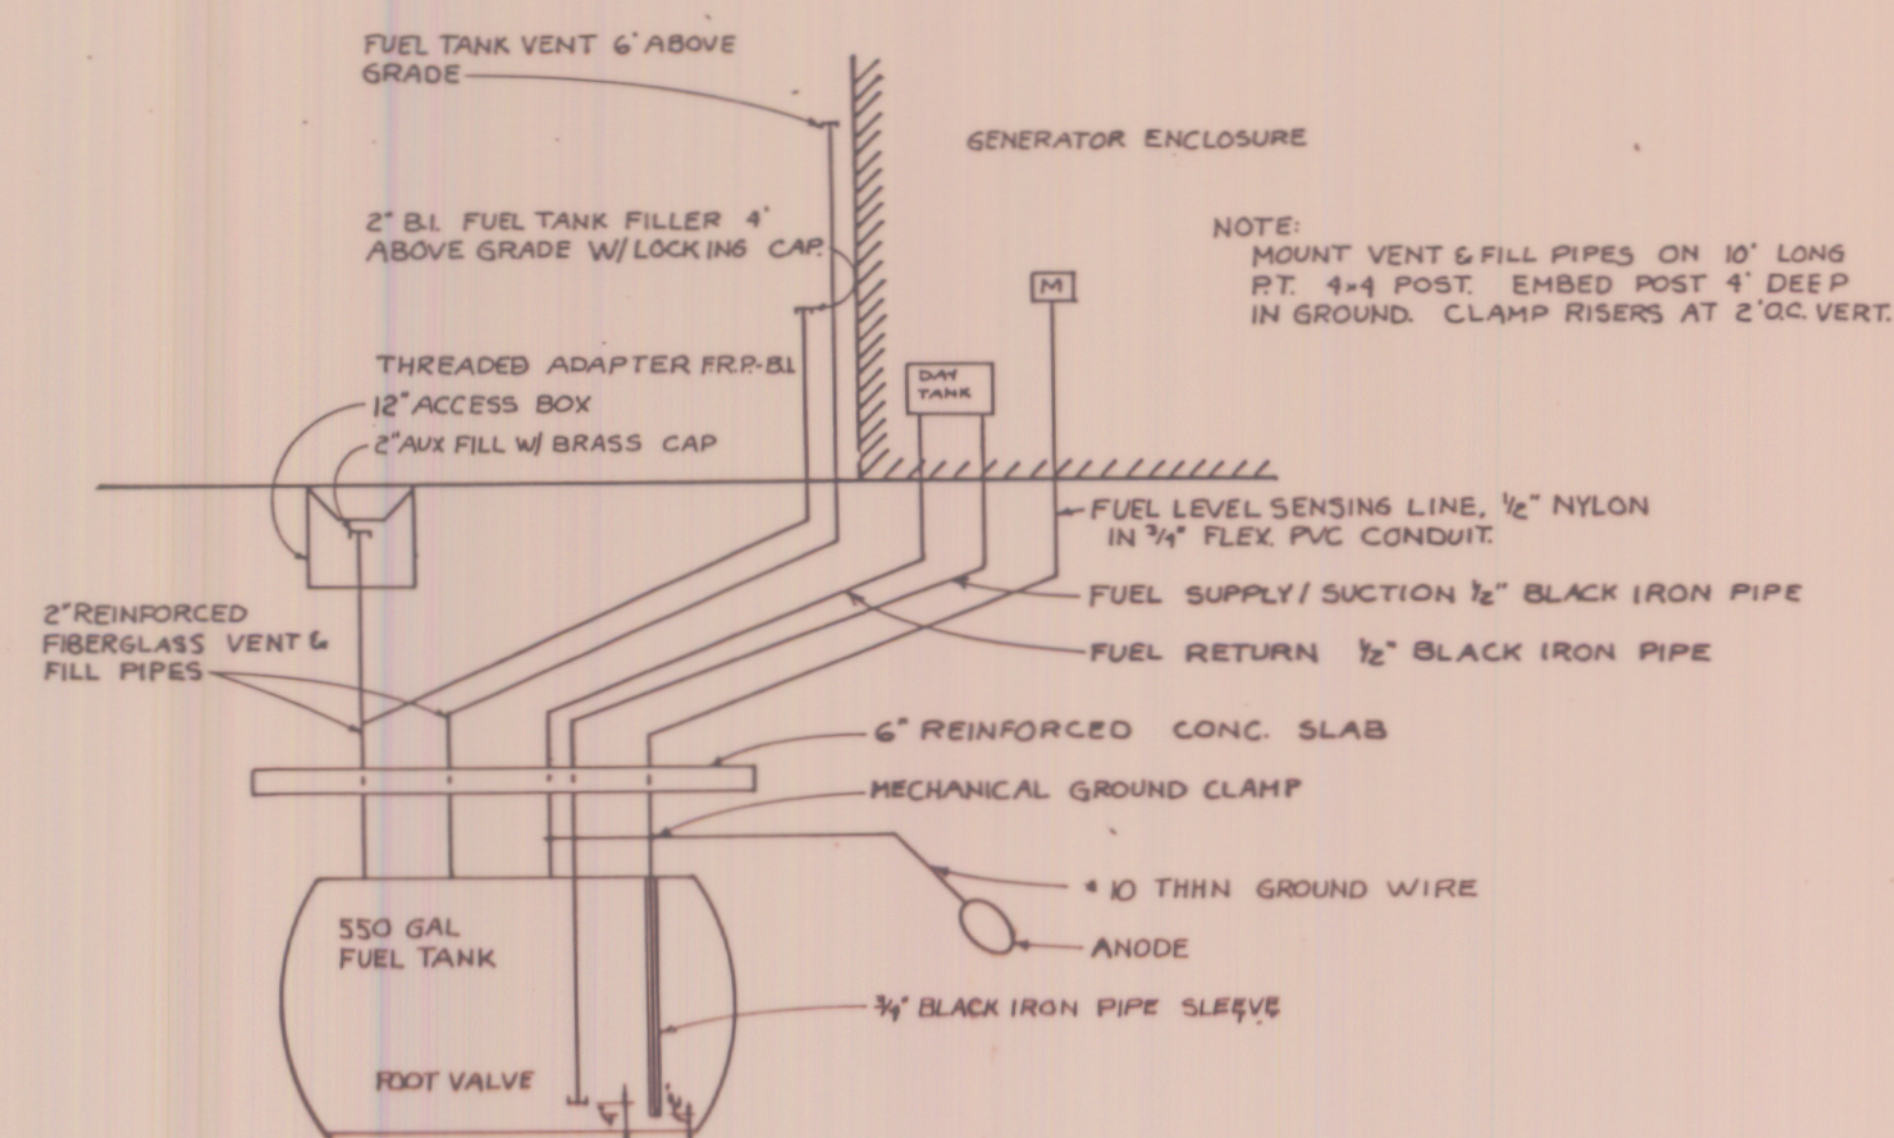 FUEL TANK VENT 6' ABOVE
GRADE
GENERATOR ENCLOSURE
2" B.I. FUEL TANK FILLER 4'
ABOVE GRADE W/LOCKING CAP.
NOTE:
MOUNT VENT & FILL PIPES ON 10' LONG
P.T. 4x4 POST. EMBED POST 4' DEEP
IN GROUND. CLAMP RISERS AT 2' O.C. VERT.
M
THREADED ADAPTER F.R.P.-B.I.
12" ACCESS BOX
2" AUX FILL W/ BRASS CAP
DAY
TANK
FUEL LEVEL SENSING LINE, 1/2" NYLON
IN 3/4" FLEX. PVC CONDUIT.
FUEL SUPPLY/SUCTION 1/2" BLACK IRON PIPE
2" REINFORCED
FIBERGLASS VENT &
FILL PIPES
FUEL RETURN 1/2" BLACK IRON PIPE
6" REINFORCED CONC. SLAB
MECHANICAL GROUND CLAMP
10 THHN GROUND WIRE
550 GAL
FUEL TANK
ANODE
3/4" BLACK IRON PIPE SLEEVE
FOOT VALVE